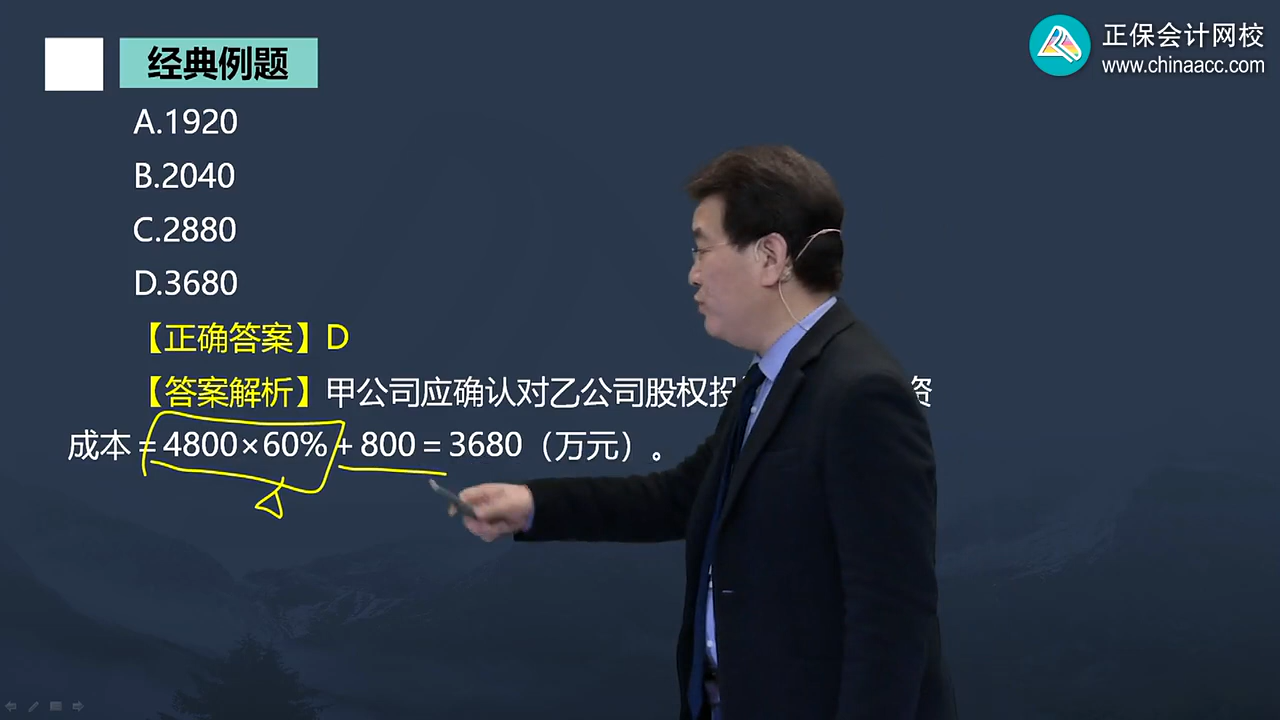 正保会计网校
www.chinaacc.com
经典例题
A.1920
B.2040
C.2880
D.3680
【正确答案】D
【答案解析】甲公司应确认对乙公司股权投资
成本=4800×60%+800=3680（万元）。